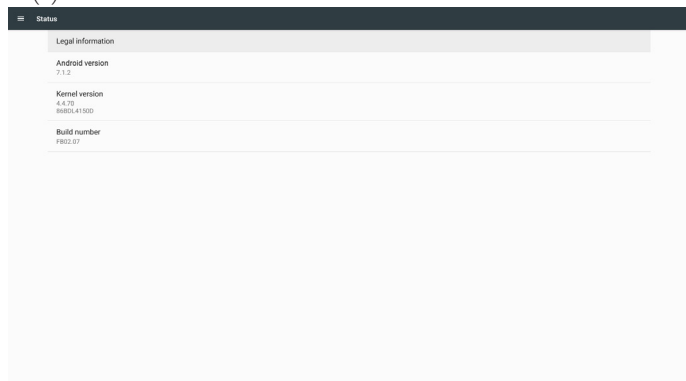 Status
Legal information
Android version
7.1.2
Kernel version
4.4.70
86BDL4150D
Build number
FB02.07